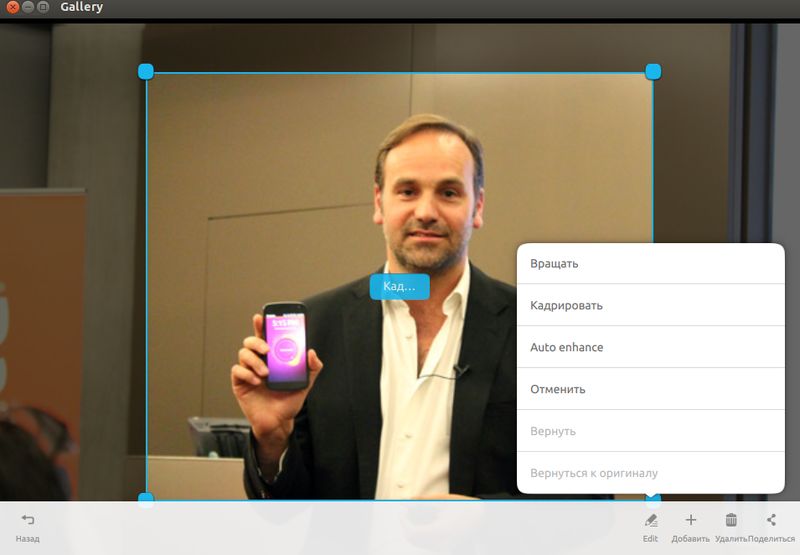 Gallery
Кад...
Вращать
Кадрировать
Auto enhance
Отменить
Вернуть
Вернуться к оригиналу
Назад
Edit
Добавить
Удалить
Поделиться